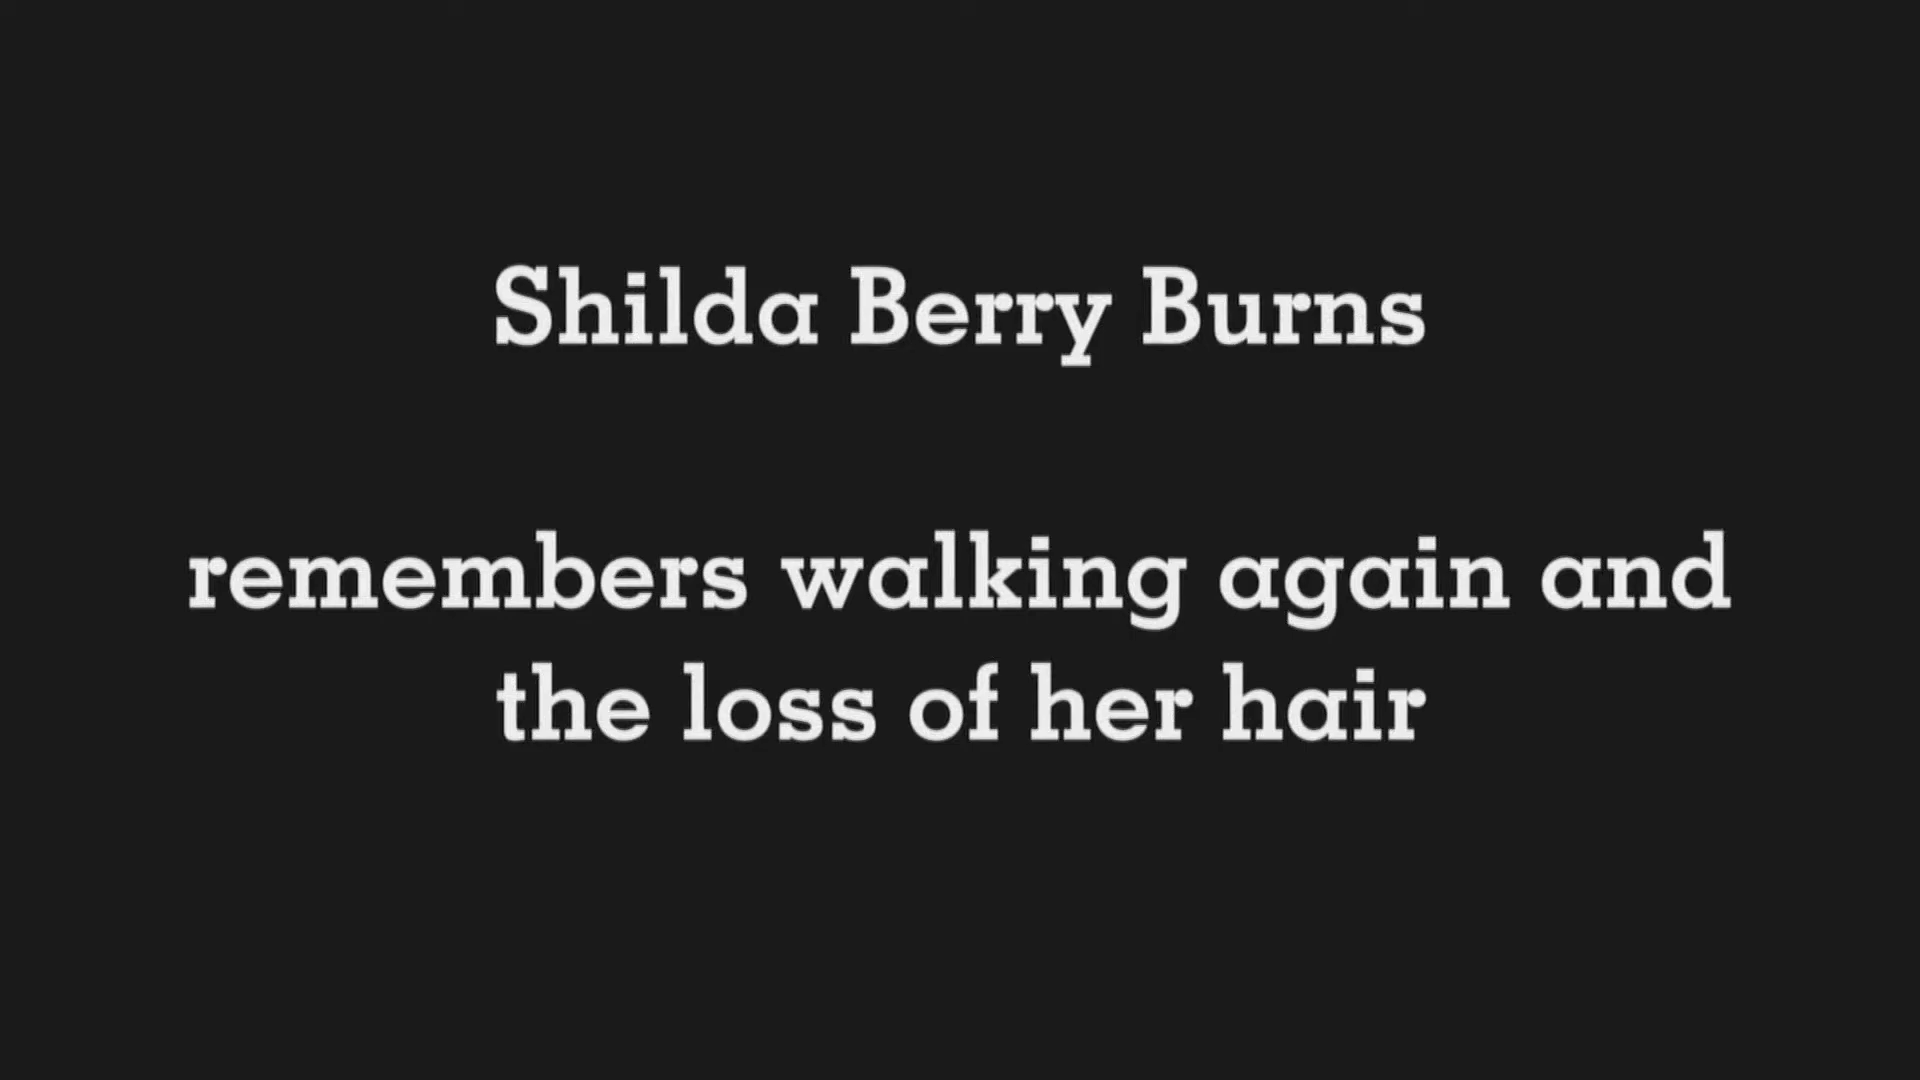 Shilda Berry Burns
remembers walking again and
the loss of her hair